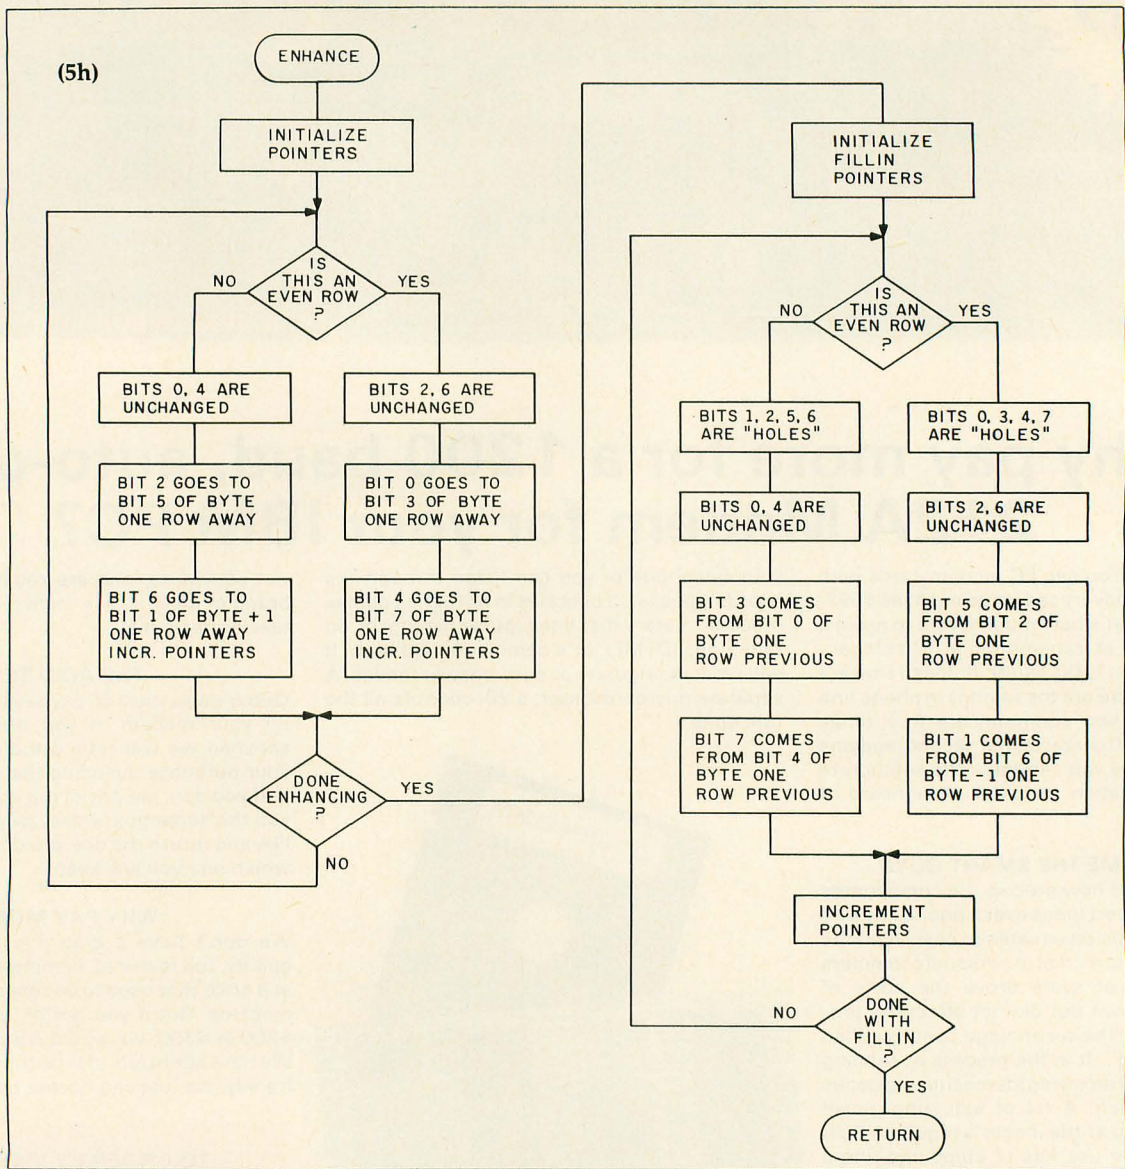 (5h)
ENHANCE
INITIALIZE
POINTERS
IS
THIS AN
EVEN ROW
?
NO
YES
BITS 0, 4 ARE
UNCHANGED
BITS 2, 6 ARE
UNCHANGED
BIT 2 GOES TO
BIT 5 OF BYTE
ONE ROW AWAY
BIT 0 GOES TO
BIT 3 OF BYTE
ONE ROW AWAY
BIT 6 GOES TO
BIT 1 OF BYTE + 1
ONE ROW AWAY
INCR. POINTERS
BIT 4 GOES TO
BIT 7 OF BYTE
ONE ROW AWAY
INCR. POINTERS
DONE
ENHANCING
?
YES
NO
INITIALIZE
FILLIN
POINTERS
IS
THIS AN
EVEN ROW
?
NO
YES
BITS 1, 2, 5, 6
ARE "HOLES"
BITS 0, 3, 4, 7
ARE "HOLES"
BITS 0, 4 ARE
UNCHANGED
BITS 2, 6 ARE
UNCHANGED
BIT 3 COMES
FROM BIT 0 OF
BYTE ONE
ROW PREVIOUS
BIT 5 COMES
FROM BIT 2 OF
BYTE ONE
ROW PREVIOUS
BIT 7 COMES
FROM BIT 4 OF
BYTE ONE
ROW PREVIOUS
BIT 1 COMES
FROM BIT 6 OF
BYTE -1 ONE
ROW PREVIOUS
INCREMENT
POINTERS
DONE
WITH
FILLIN
?
NO
YES
RETURN